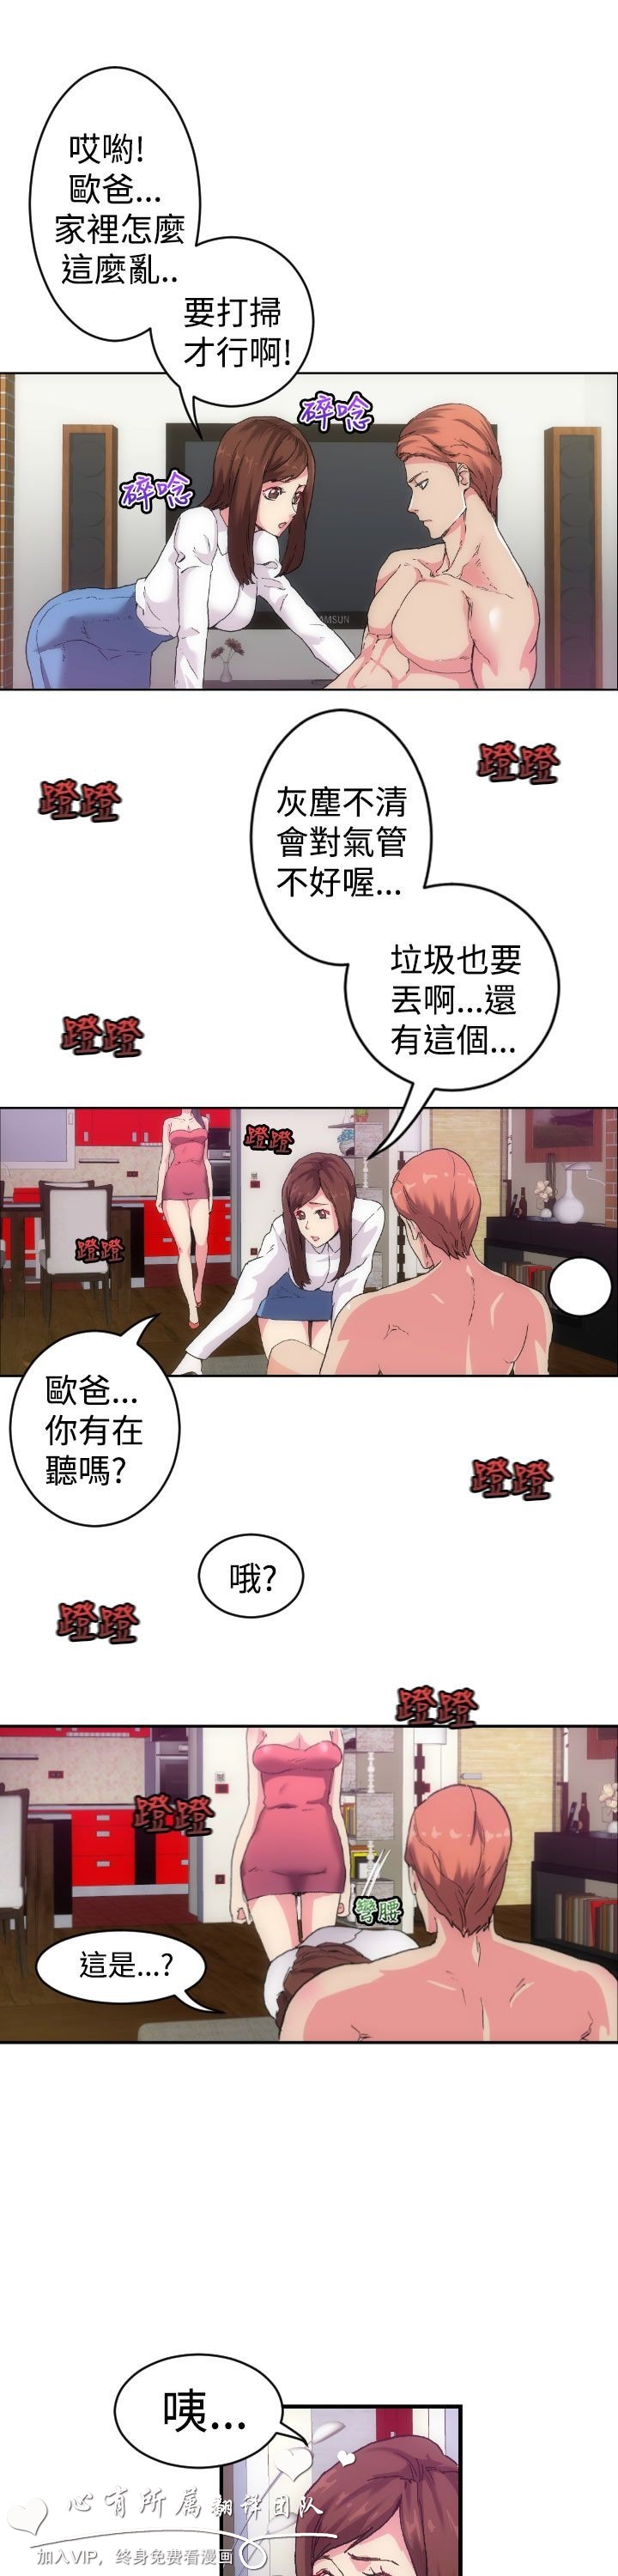 哎喲!
歐爸...
家裡怎麼
這麼亂..
要打掃
才行啊!
碎唸
碎唸
SAMSUN
蹬蹬
蹬蹬
灰塵不清
會對氣管
不好喔...
垃圾也要
丟啊...還
有這個...
蹬蹬
蹬蹬
蹬蹬
歐爸...
你有在
聽嗎?
蹬蹬
哦?
蹬蹬
蹬蹬
蹬蹬
彎腰
這是...?
咦...
心有所属翻译团队
加入VIP，终身免费看漫画